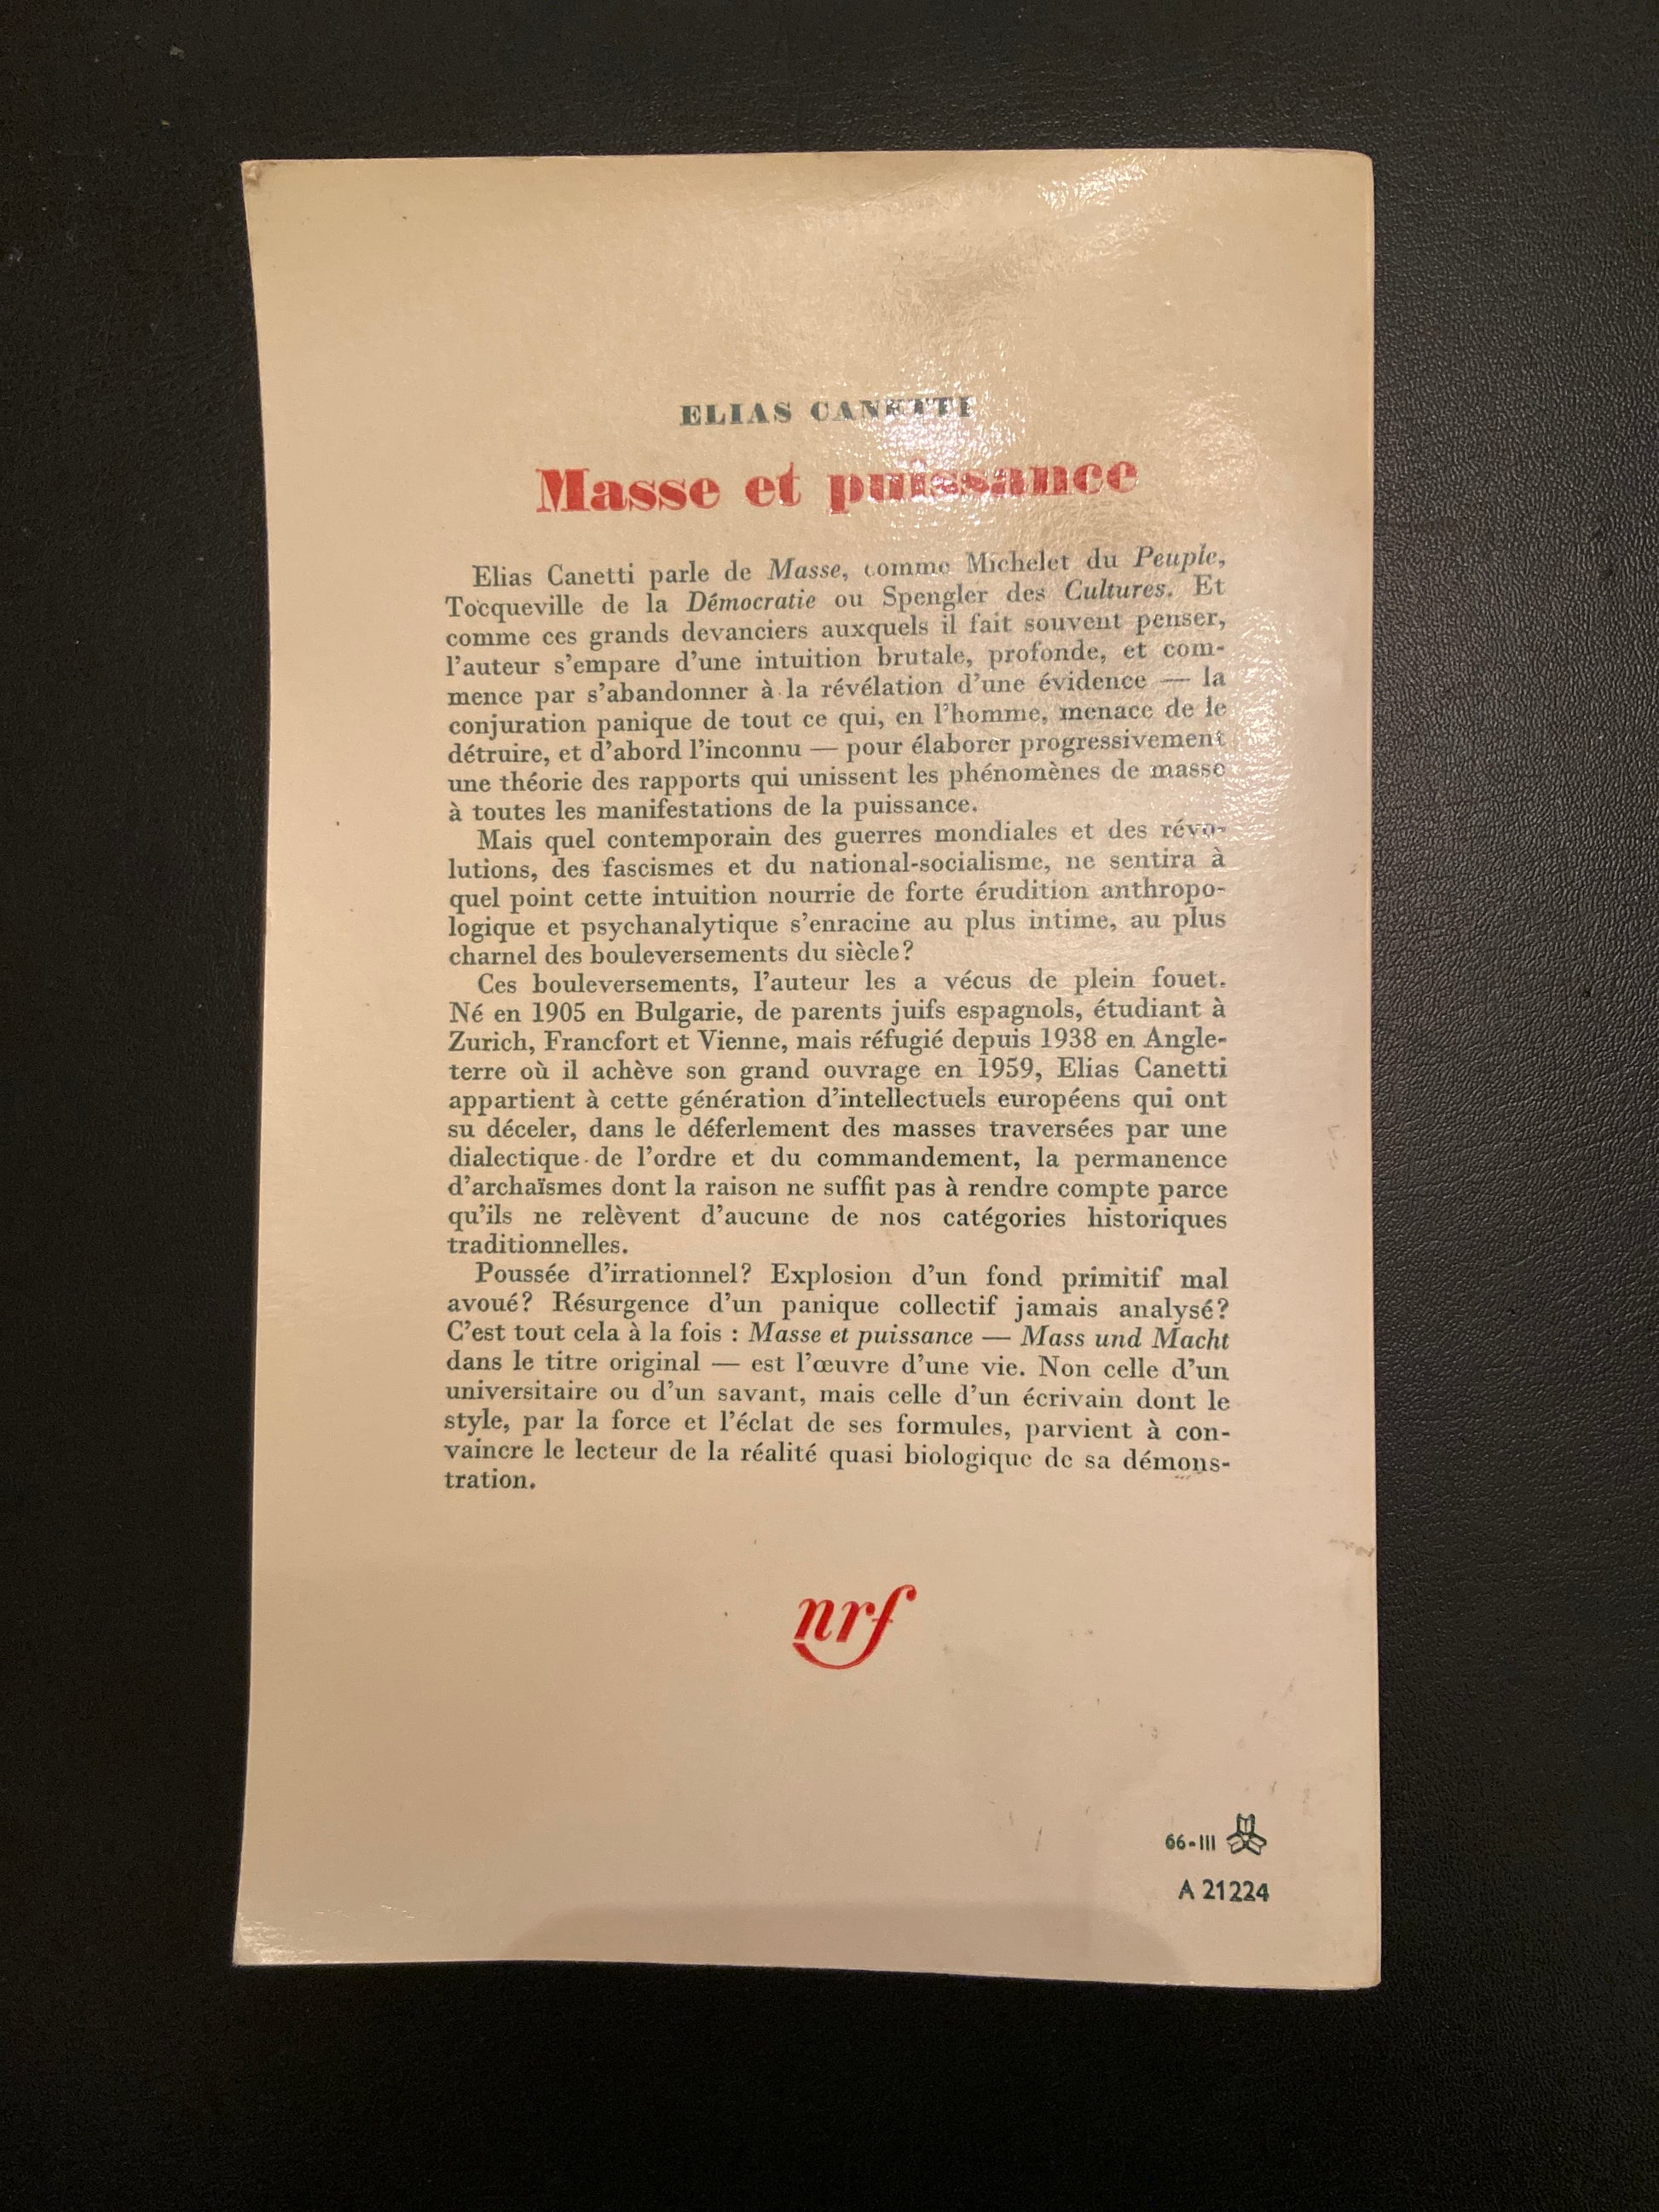 ELIAS CANETTI
Masse et puissance
Elias Canetti parle de Masse, comme Michelet du Peuple,
Tocqueville de la Démocratie ou Spengler des Cultures. Et
comme ces grands devanciers auxquels il fait souvent penser,
l'auteur s'empare d'une intuition brutale, profonde, et com-
mence par s'abandonner à la révélation d'une évidence — la
conjuration panique de tout ce qui, en l'homme, menace de le
détruire, et d'abord l'inconnu — pour élaborer progressivement
une théorie des rapports qui unissent les phénomènes de masse
à toutes les manifestations de la puissance.
Mais quel contemporain des guerres mondiales et des révo-
lutions, des fascismes et du national-socialisme, ne sentira à
quel point cette intuition nourrie de forte érudition anthropo-
logique et psychanalytique s'enracine au plus intime, au plus
charnel des bouleversements du siècle?
Ces bouleversements, l'auteur les a vécus de plein fouet.
Né en 1905 en Bulgarie, de parents juifs espagnols, étudiant à
Zurich, Francfort et Vienne, mais réfugié depuis 1938 en Angle-
terre où il achève son grand ouvrage en 1959, Elias Canetti
appartient à cette génération d'intellectuels européens qui ont
su déceler, dans le déferlement des masses traversées par une
dialectique de l'ordre et du commandement, la permanence
d'archaïsmes dont la raison ne suffit pas à rendre compte parce
qu'ils ne relèvent d'aucune de nos catégories historiques
traditionnelles.
Poussée d'irrationnel? Explosion d'un fond primitif mal
avoué? Résurgence d'un panique collectif jamais analysé?
C'est tout cela à la fois : Masse et puissance — Mass und Macht
dans le titre original — est l'œuvre d'une vie. Non celle d'un
universitaire ou d'un savant, mais celle d'un écrivain dont le
style, par la force et l'éclat de ses formules, parvient à con-
vaincre le lecteur de la réalité quasi biologique de sa démons-
tration.
nrf
66-III
A 21224